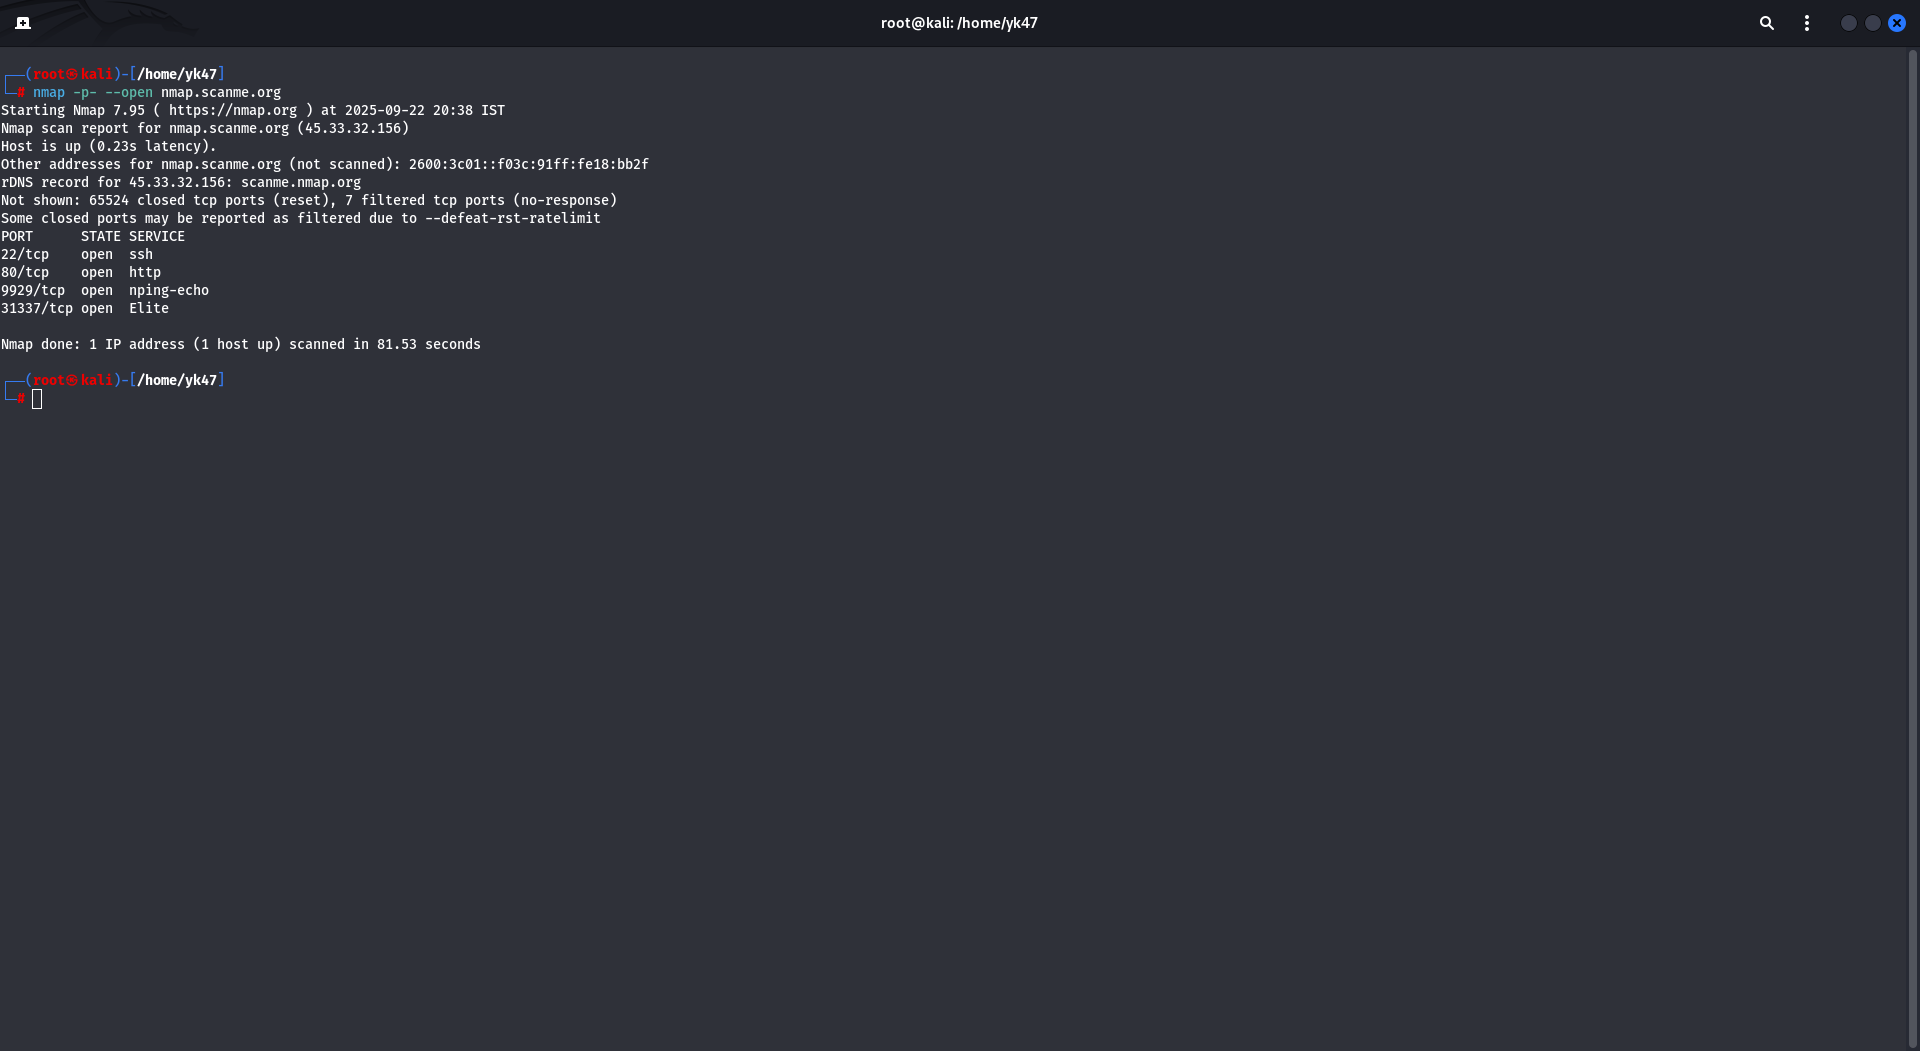 root@kali: /home/yk47
┌──(root㉿kali)-[/home/yk47]
└─# nmap -p- --open nmap.scanme.org
Starting Nmap 7.95 ( https://nmap.org ) at 2025-09-22 20:38 IST
Nmap scan report for nmap.scanme.org (45.33.32.156)
Host is up (0.23s latency).
Other addresses for nmap.scanme.org (not scanned): 2600:3c01::f03c:91ff:fe18:bb2f
rDNS record for 45.33.32.156: scanme.nmap.org
Not shown: 65524 closed tcp ports (reset), 7 filtered tcp ports (no-response)
Some closed ports may be reported as filtered due to --defeat-rst-ratelimit
PORT      STATE SERVICE
22/tcp    open  ssh
80/tcp    open  http
9929/tcp  open  nping-echo
31337/tcp open  Elite
Nmap done: 1 IP address (1 host up) scanned in 81.53 seconds
┌──(root㉿kali)-[/home/yk47]
└─#